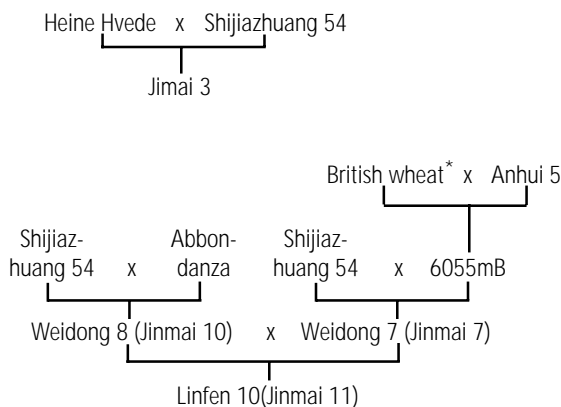 Heine Hvede x Shijiazhuang 54
Jimai 3
British wheat* x Anhui 5
Shijiaz-
huang 54 x Abbon-
danza
Shijiaz-
huang 54 x 6055mB
Weidong 8 (Jinmai 10) x Weidong 7 (Jinmai 7)
Linfen 10(Jinmai 11)